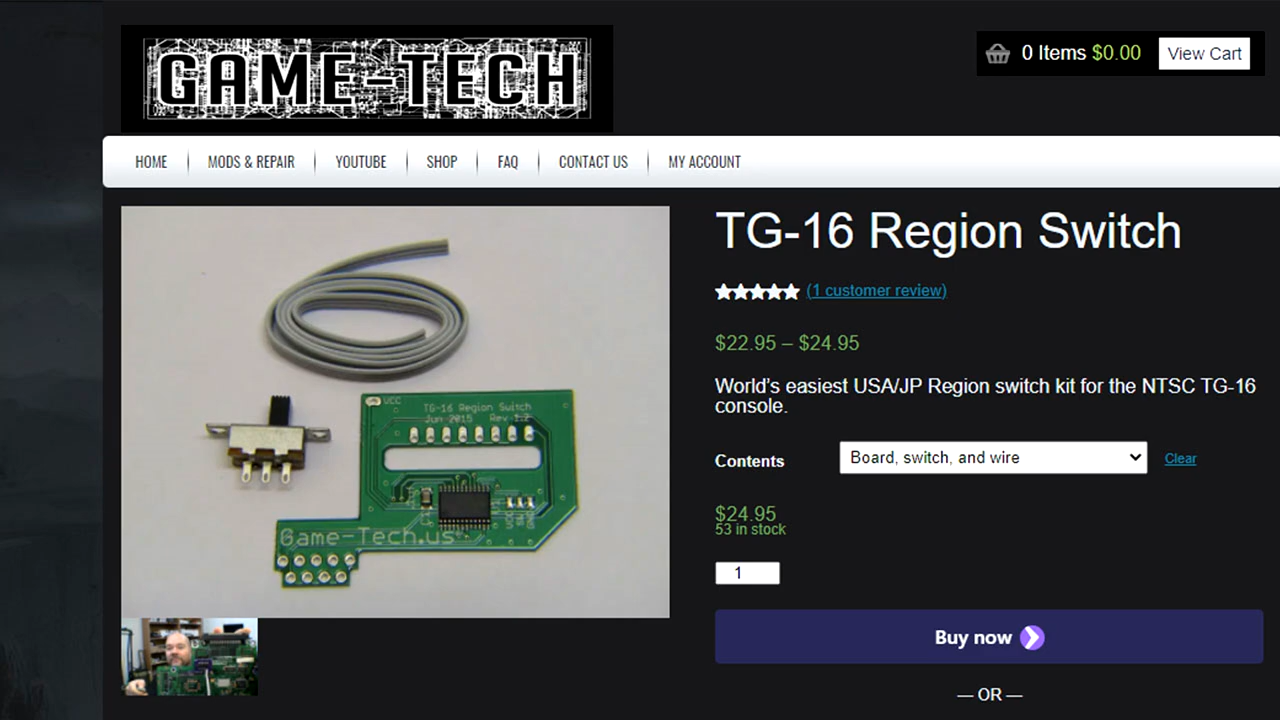 GAME-TECH
0 Items $0.00 View Cart
HOME MODS & REPAIR YOUTUBE SHOP FAQ CONTACT US MY ACCOUNT
TG-16 Region Switch
(1 customer review)
$22.95 – $24.95
World's easiest USA/JP Region switch kit for the NTSC TG-16
console.
Contents Board, switch, and wire Clear
$24.95
53 in stock
1
Buy now
— OR —
VCC
TG-16 Region Switch
Jun 2015 Rev 1.2
Game-Tech.us